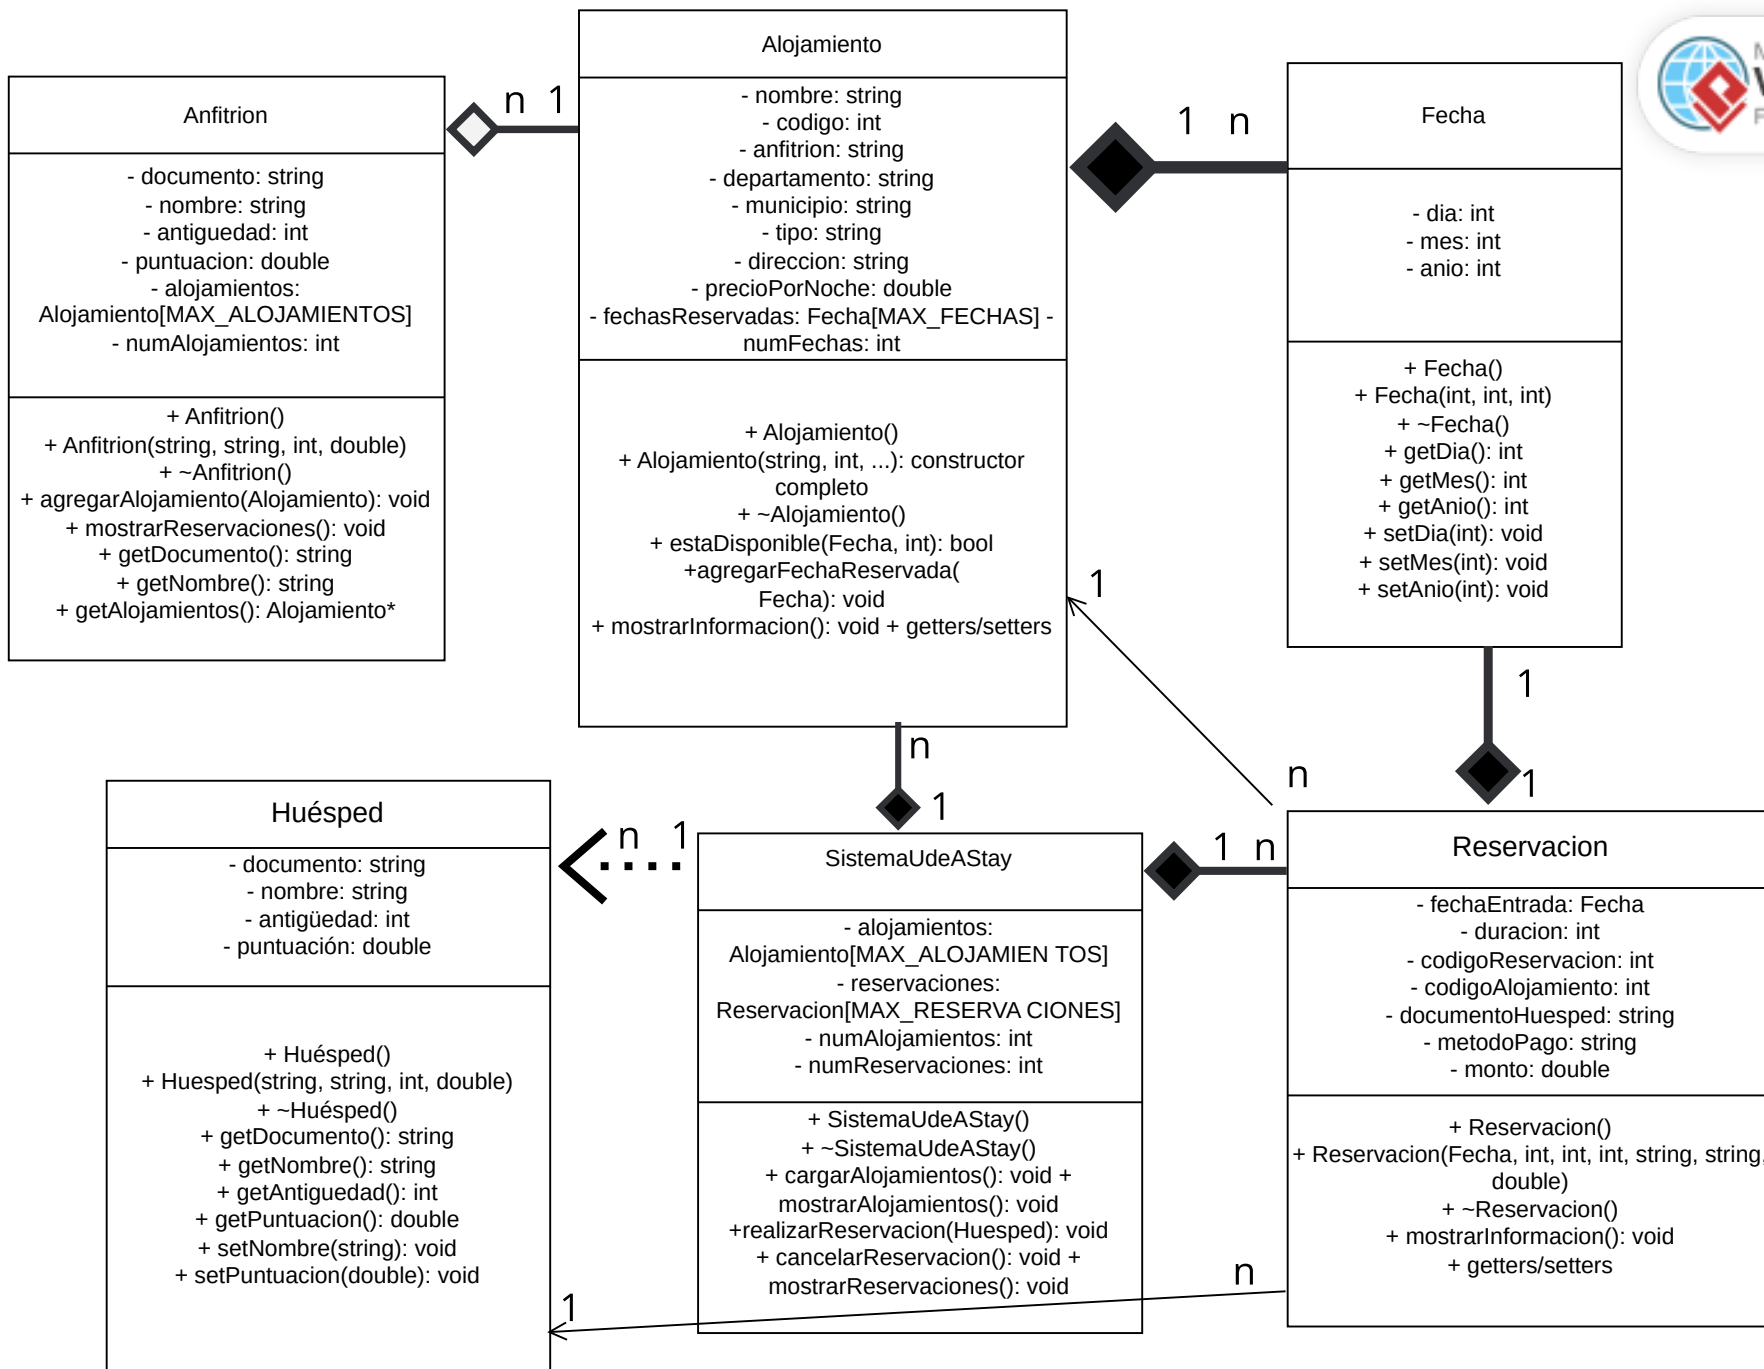 Anfitrion
- documento: string
- nombre: string
- antiguedad: int
- puntuacion: double
- alojamientos:
Alojamiento[MAX_ALOJAMIENTOS]
- numAlojamientos: int
+ Anfitrion()
+ Anfitrion(string, string, int, double)
+ ~Anfitrion()
+ agregarAlojamiento(Alojamiento): void
+ mostrarReservaciones(): void
+ getDocumento(): string
+ getNombre(): string
+ getAlojamientos(): Alojamiento*
n 1
Alojamiento
- nombre: string
- codigo: int
- anfitrion: string
- departamento: string
- municipio: string
- tipo: string
- direccion: string
- precioPorNoche: double
- fechasReservadas: Fecha[MAX_FECHAS] -
numFechas: int
+ Alojamiento()
+ Alojamiento(string, int, ...): constructor
completo
+ ~Alojamiento()
+ estaDisponible(Fecha, int): bool
+agregarFechaReservada(
Fecha): void
+ mostrarInformacion(): void + getters/setters
1 n
Fecha
- dia: int
- mes: int
- anio: int
+ Fecha()
+ Fecha(int, int, int)
+ ~Fecha()
+ getDia(): int
+ getMes(): int
+ getAnio(): int
+ setDia(int): void
+ setMes(int): void
+ setAnio(int): void
1
1
n
n
1
1
1
Huésped
- documento: string
- nombre: string
- antigüedad: int
- puntuación: double
+ Huésped()
+ Huesped(string, string, int, double)
+ ~Huésped()
+ getDocumento(): string
+ getNombre(): string
+ getAntiguedad(): int
+ getPuntuacion(): double
+ setNombre(string): void
+ setPuntuacion(double): void
n 1
SistemaUdeAStay
- alojamientos:
Alojamiento[MAX_ALOJAMIEN TOS]
- reservaciones:
Reservacion[MAX_RESERVA CIONES]
- numAlojamientos: int
- numReservaciones: int
+ SistemaUdeAStay()
+ ~SistemaUdeAStay()
+ cargarAlojamientos(): void +
mostrarAlojamientos(): void
+realizarReservacion(Huesped): void
+ cancelarReservacion(): void +
mostrarReservaciones(): void
1 n
Reservacion
- fechaEntrada: Fecha
- duracion: int
- codigoReservacion: int
- codigoAlojamiento: int
- documentoHuesped: string
- metodoPago: string
- monto: double
+ Reservacion()
+ Reservacion(Fecha, int, int, int, string, string,
double)
+ ~Reservacion()
+ mostrarInformacion(): void
+ getters/setters
n
1